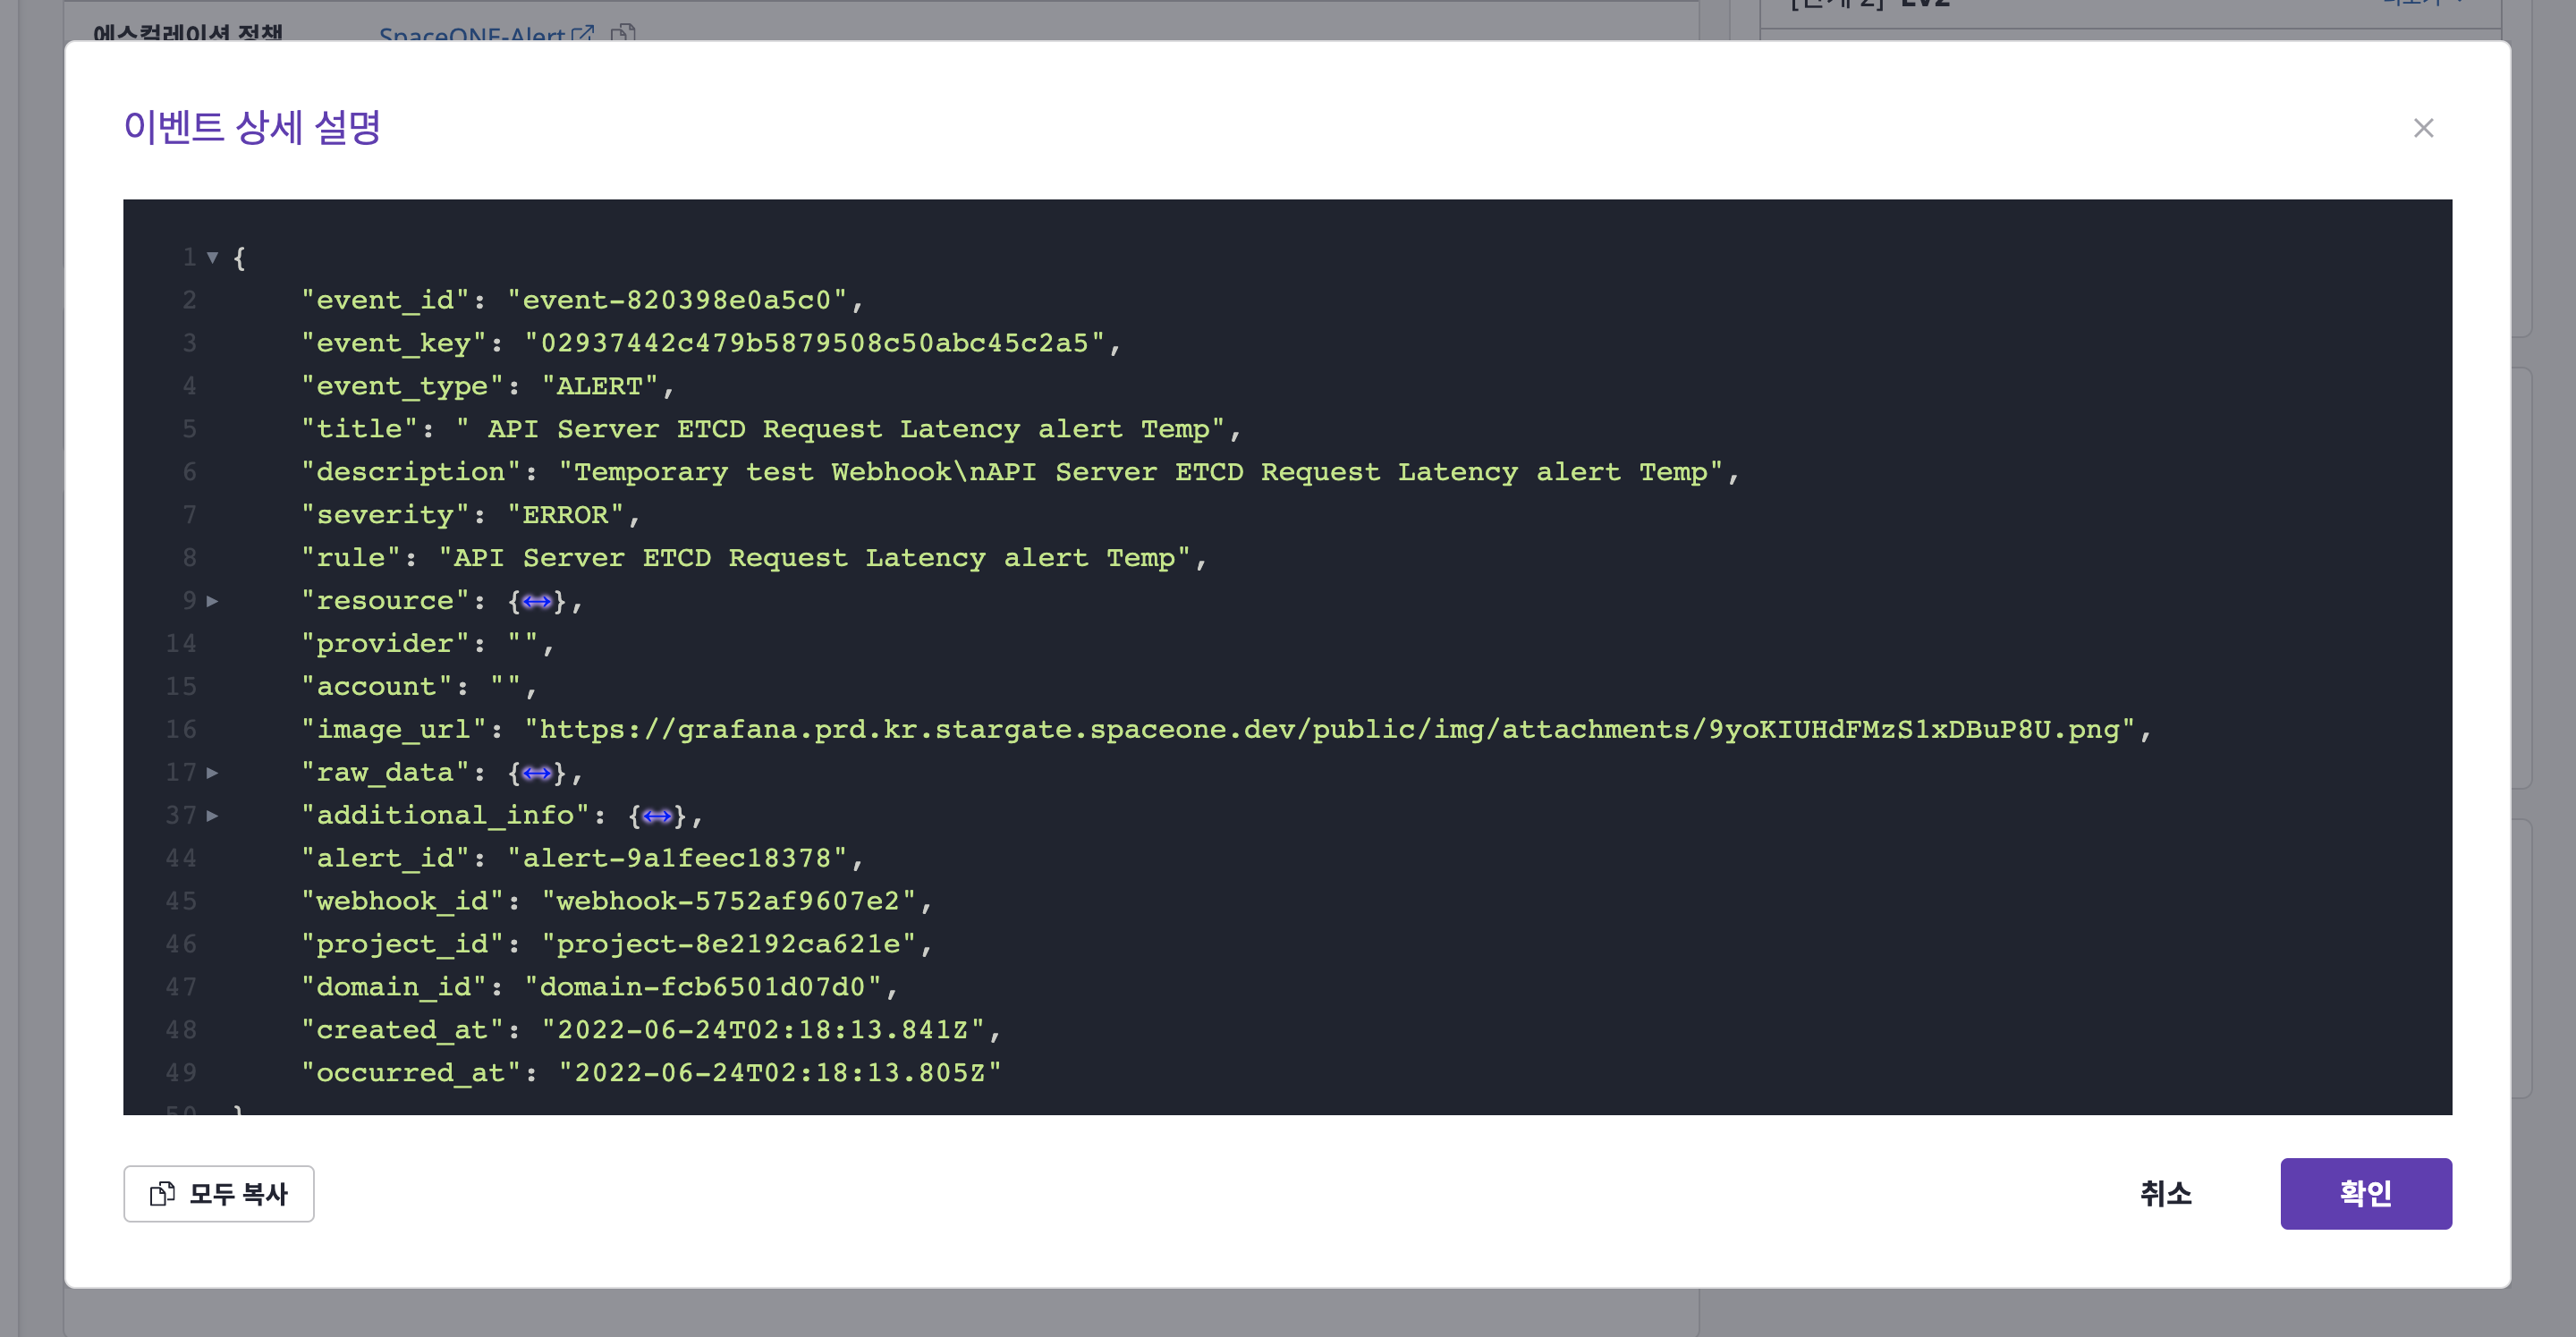 에스컬레이션 정책 SpaceONE-Alert
[단계 2] LV2
이벤트 상세 설명
1 {
2 "event_id": "event-820398e0a5c0",
3 "event_key": "02937442c479b5879508c50abc45c2a5",
4 "event_type": "ALERT",
5 "title": " API Server ETCD Request Latency alert Temp",
6 "description": "Temporary test Webhook\nAPI Server ETCD Request Latency alert Temp",
7 "severity": "ERROR",
8 "rule": "API Server ETCD Request Latency alert Temp",
9 "resource": {↔},
14 "provider": "",
15 "account": "",
16 "image_url": "https://grafana.prd.kr.stargate.spaceone.dev/public/img/attachments/9yoKIUHdFMzS1xDBuP8U.png",
17 "raw_data": {↔},
37 "additional_info": {↔},
44 "alert_id": "alert-9a1feec18378",
45 "webhook_id": "webhook-5752af9607e2",
46 "project_id": "project-8e2192ca621e",
47 "domain_id": "domain-fcb6501d07d0",
48 "created_at": "2022-06-24T02:18:13.841Z",
49 "occurred_at": "2022-06-24T02:18:13.805Z"
50 }
모두 복사
취소
확인